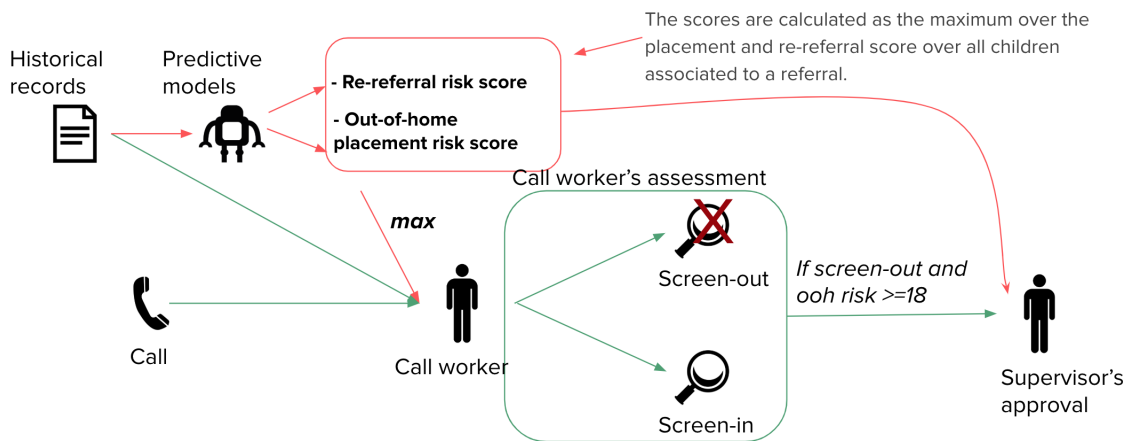 The scores are calculated as the maximum over the
placement and re-referral score over all children
associated to a referral.
Historical
records
Predictive
models
- Re-referral risk score
- Out-of-home
placement risk score
Call worker’s assessment
max
Screen-out
If screen-out and
ooh risk >=18
Call
Call worker
Screen-in
Supervisor’s
approval